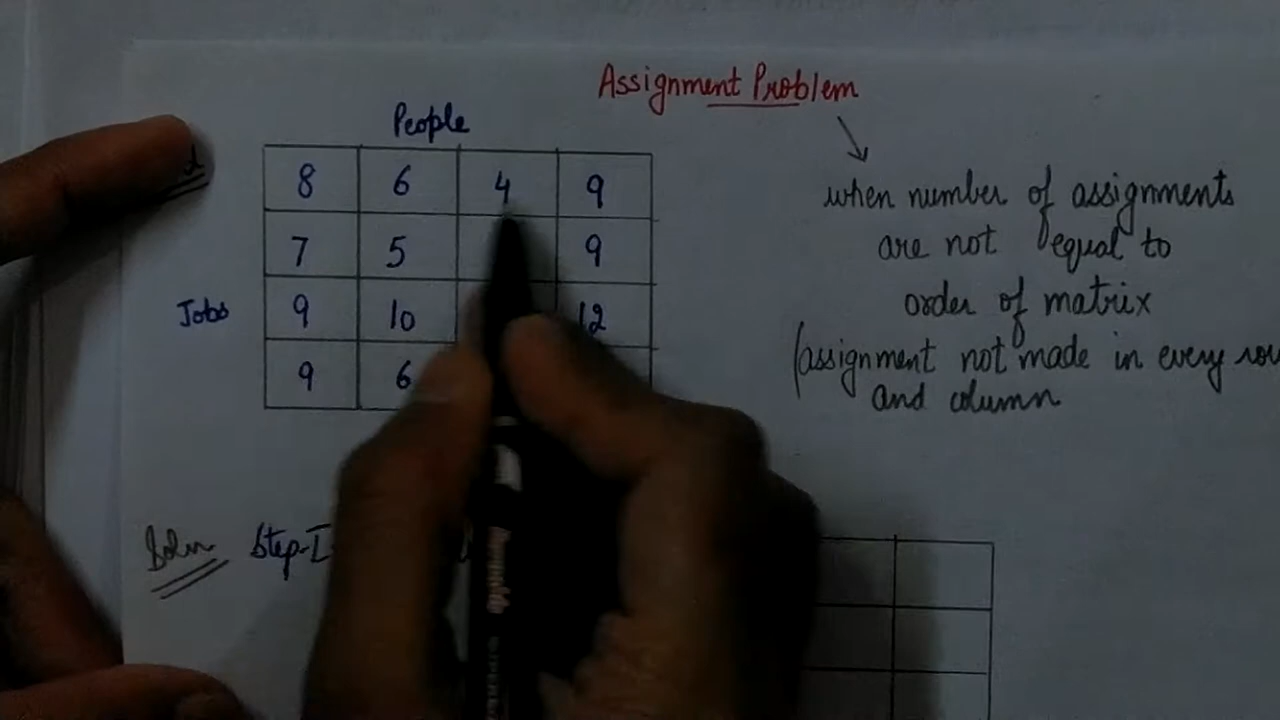 Assignment Problem
People
8 6 4 9
7 5 9
Jobs
9 10 12
9 6
when number of assignments
are not equal to
order of matrix
(assignment not made in every row
and column
Soln Step-I